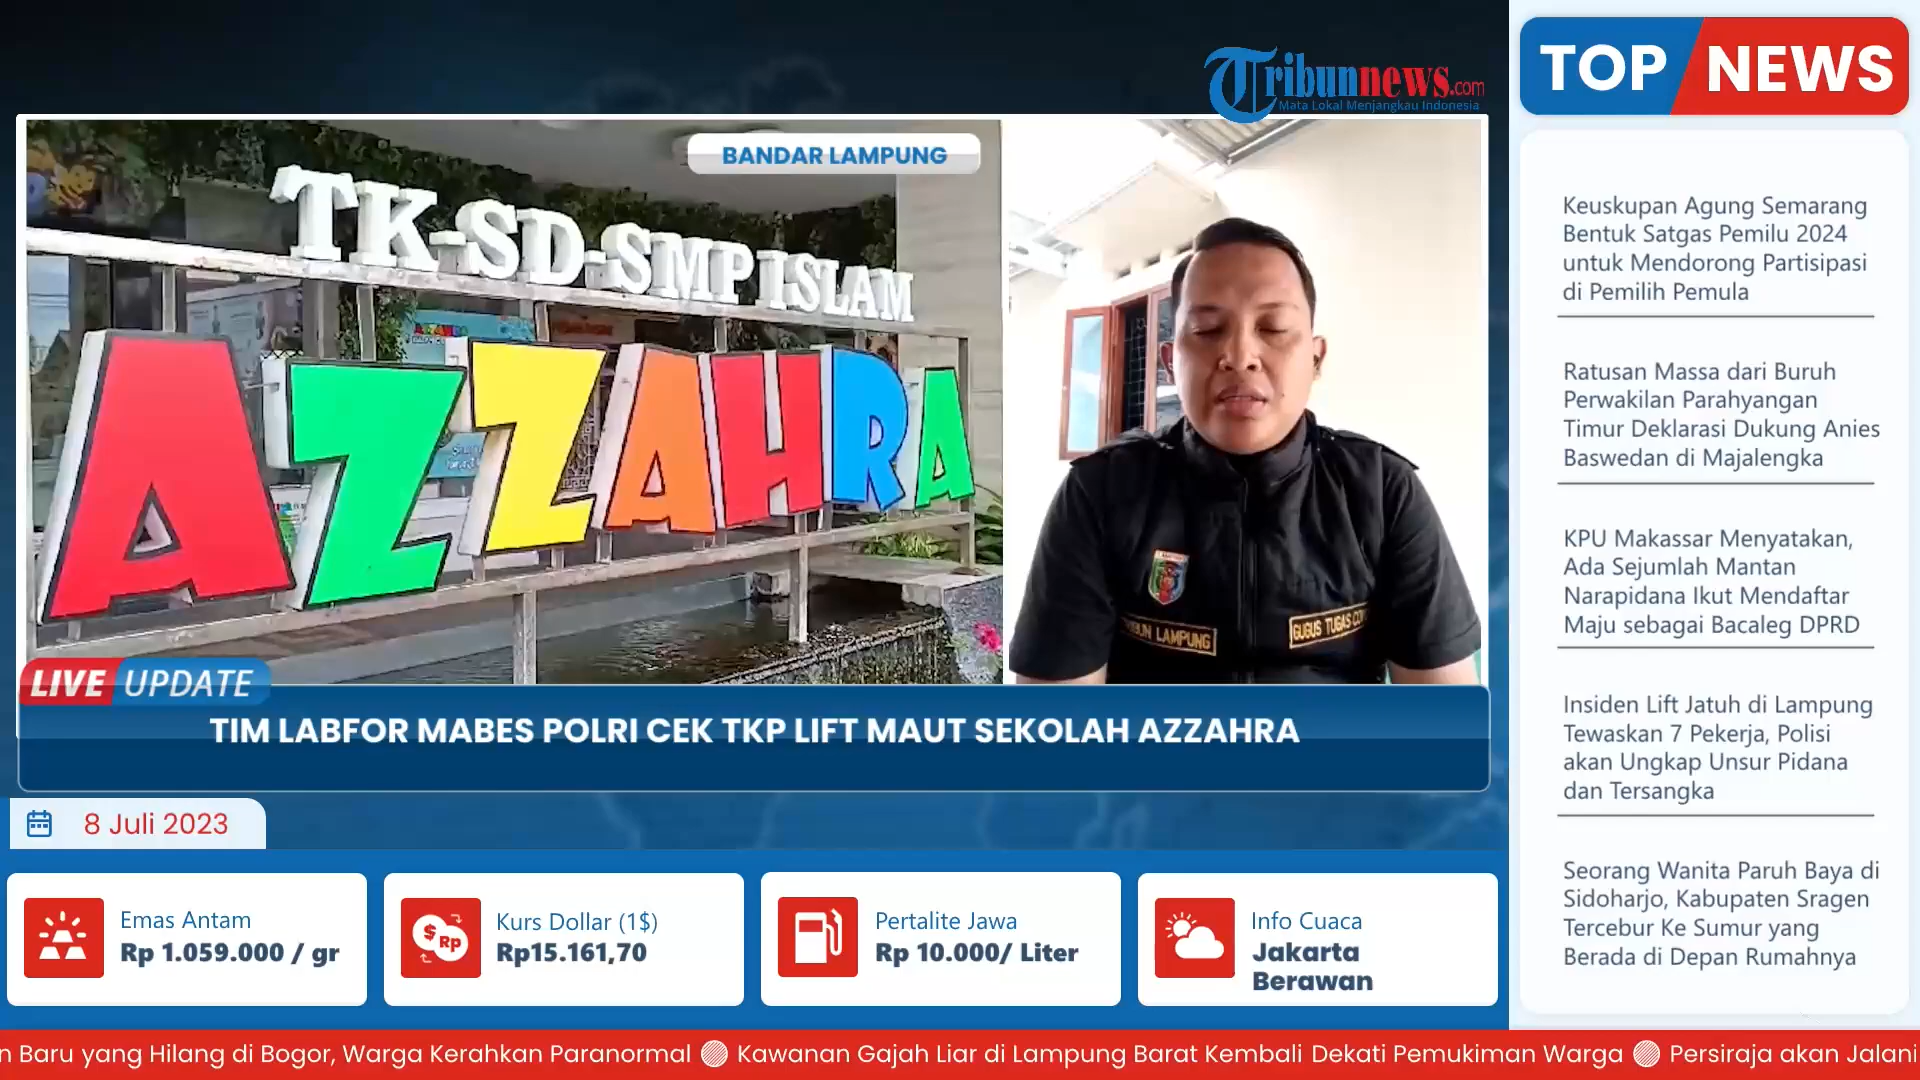 Tribunnews.com
Mata Lokal Menjangkau Indonesia
TOP NEWS
BANDAR LAMPUNG
TK-SD-SMP ISLAM
AZZAHRA
LAMPUNG
GUGUS TUGAS
LIVE UPDATE
TIM LABFOR MABES POLRI CEK TKP LIFT MAUT SEKOLAH AZZAHRA
8 Juli 2023
Emas Antam
Rp 1.059.000 / gr
Kurs Dollar (1$)
Rp15.161,70
Pertalite Jawa
Rp 10.000/ Liter
Info Cuaca
Jakarta
Berawan
Keuskupan Agung Semarang
Bentuk Satgas Pemilu 2024
untuk Mendorong Partisipasi
di Pemilih Pemula
Ratusan Massa dari Buruh
Perwakilan Parahyangan
Timur Deklarasi Dukung Anies
Baswedan di Majalengka
KPU Makassar Menyatakan,
Ada Sejumlah Mantan
Narapidana Ikut Mendaftar
Maju sebagai Bacaleg DPRD
Insiden Lift Jatuh di Lampung
Tewaskan 7 Pekerja, Polisi
akan Ungkap Unsur Pidana
dan Tersangka
Seorang Wanita Paruh Baya di
Sidoharjo, Kabupaten Sragen
Tercebur Ke Sumur yang
Berada di Depan Rumahnya
n Baru yang Hilang di Bogor, Warga Kerahkan Paranormal Kawanan Gajah Liar di Lampung Barat Kembali Dekati Pemukiman Warga Persiraja akan Jalani